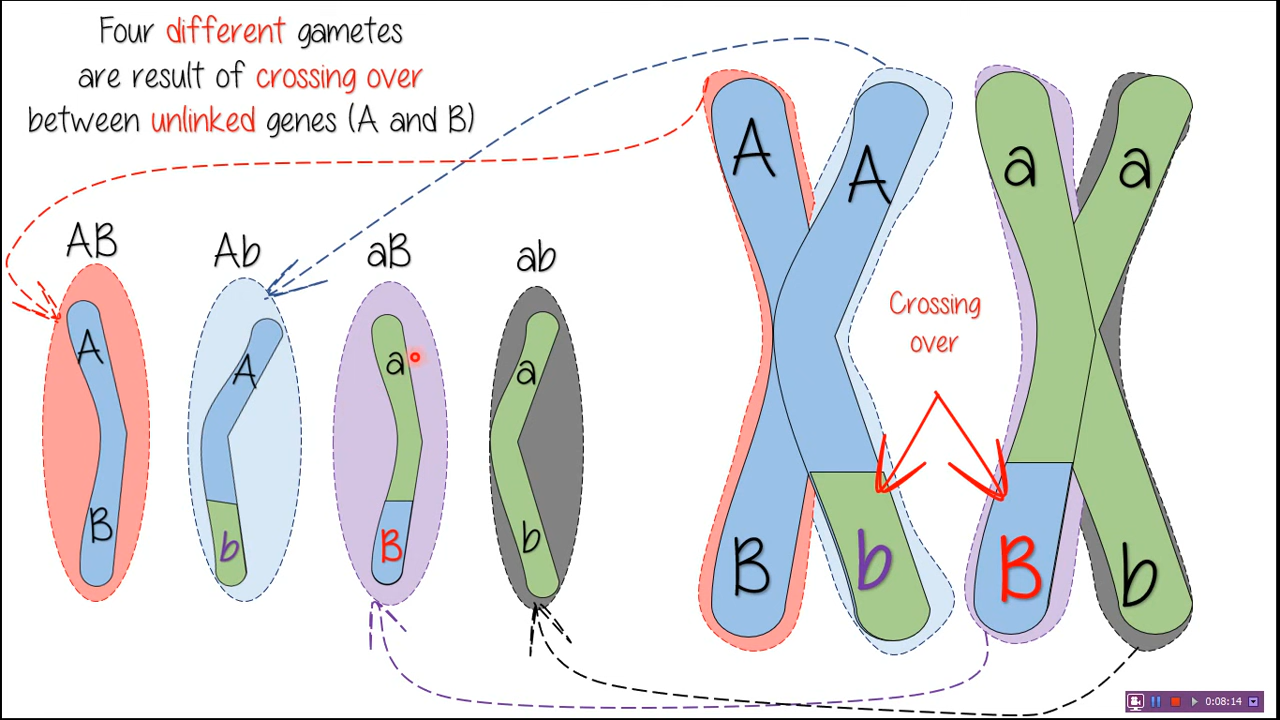 Four different gametes
are result of crossing over
between unlinked genes (A and B)
AB
Ab
aB
ab
A
A
a
a
B
b
B
b
A
A
a
a
Crossing
over
B
b
B
b
0:08:14